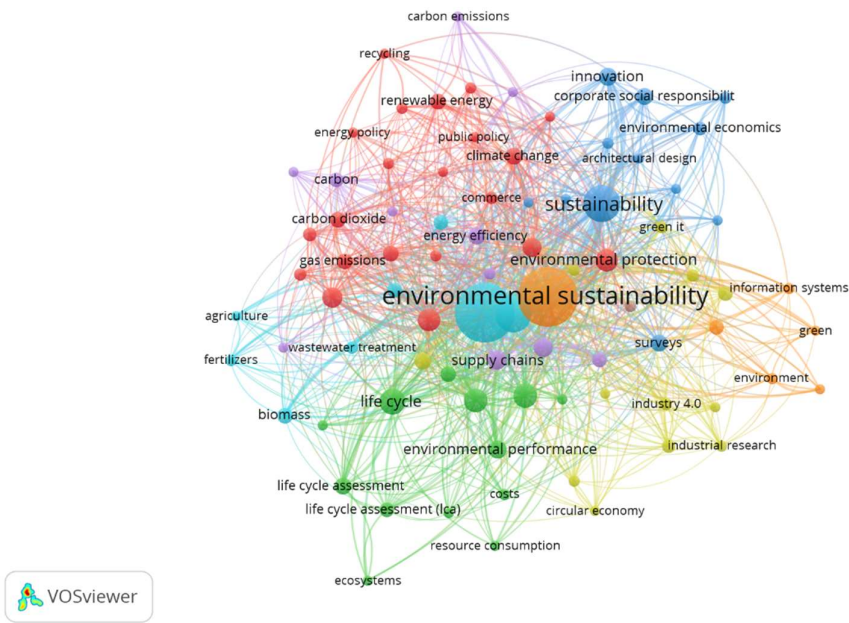 carbon emissions
recycling
innovation
renewable energy
corporate social responsibilit
energy policy
public policy
environmental economics
climate change
architectural design
carbon
commerce
sustainability
carbon dioxide
green it
energy efficiency
gas emissions
environmental protection
information systems
environmental sustainability
agriculture
green
fertilizers
wastewater treatment
surveys
supply chains
environment
biomass
life cycle
industry 4.0
environmental performance
industrial research
life cycle assessment
costs
life cycle assessment (lca)
circular economy
resource consumption
ecosystems
VOSviewer